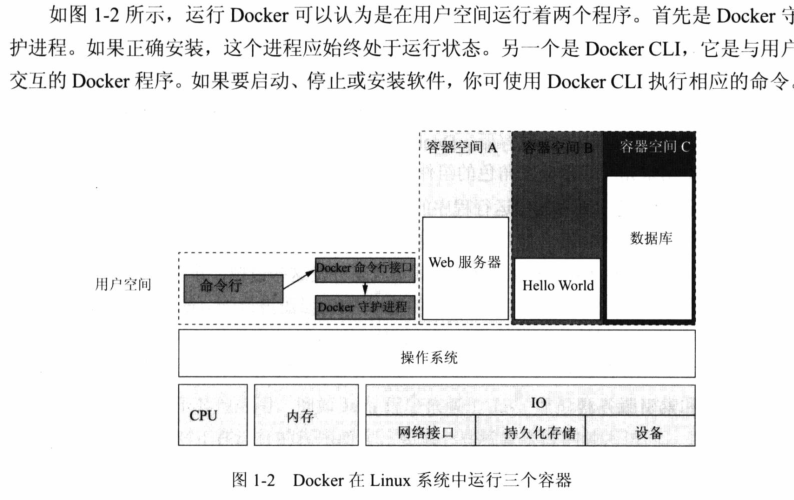 如图 1-2 所示，运行 Docker 可以认为是在用户空间运行着两个程序。首先是 Docker 守
护进程。如果正确安装，这个进程应始终处于运行状态。另一个是 Docker CLI，它是与用户
交互的 Docker 程序。如果要启动、停止或安装软件，你可使用 Docker CLI 执行相应的命令。
容器空间 A
容器空间 B
容器空间 C
数据库
Web 服务器
Hello World
用户空间
命令行
Docker 命令行接口
Docker 守护进程
操作系统
CPU
内存
IO
网络接口
持久化存储
设备
图 1-2 Docker 在 Linux 系统中运行三个容器